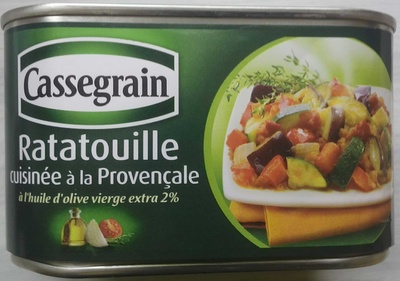 Cassegrain
Ratatouille
cuisinée à la Provençale
à l'huile d'olive vierge extra 2%